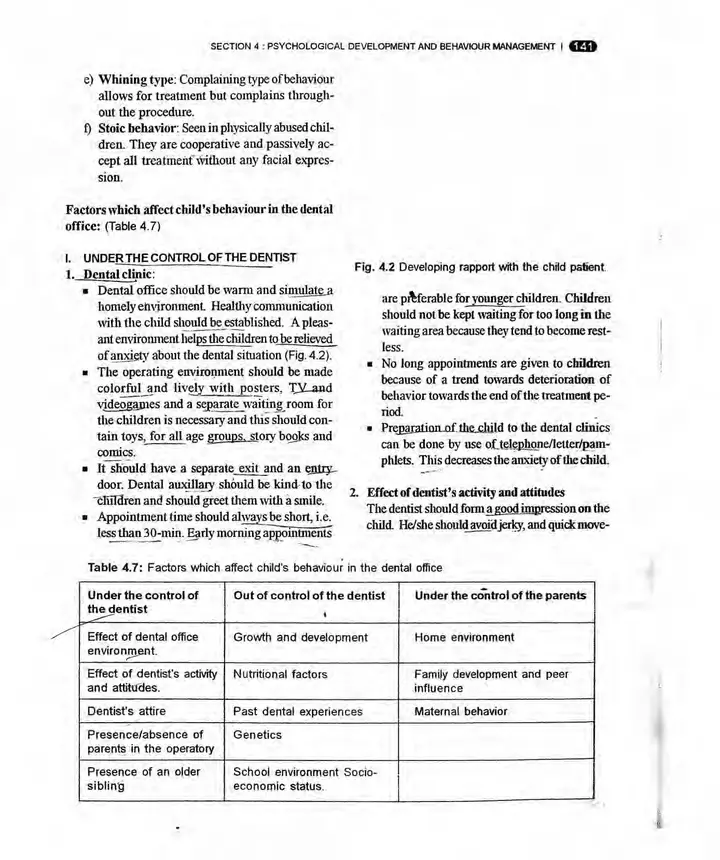 SECTION 4 : PSYCHOLOGICAL DEVELOPMENT AND BEHAVIOUR MANAGEMENT | 141
e) Whining type: Complaining type of behaviour
allows for treatment but complains through-
out the procedure.
f) Stoic behavior: Seen in physically abused chil-
dren. They are cooperative and passively ac-
cept all treatment without any facial expres-
sion.
Factors which affect child's behaviour in the dental
office: (Table 4.7)
I. UNDER THE CONTROL OF THE DENTIST
1. Dental clinic:
▪ Dental office should be warm and simulate a
homely environment. Healthy communication
with the child should be established. A pleas-
ant environment helps the children to be relieved
of anxiety about the dental situation (Fig. 4.2).
▪ The operating environment should be made
colorful and lively with posters, TV and
videogames and a separate waiting room for
the children is necessary and this should con-
tain toys, for all age groups, story books and
comics.
▪ It should have a separate exit and an entry
door. Dental auxillary should be kind to the
children and should greet them with a smile.
▪ Appointment time should always be short, i.e.
less than 30-min. Early morning appointments
Fig. 4.2 Developing rapport with the child patient.
are preferable for younger children. Children
should not be kept waiting for too long in the
waiting area because they tend to become rest-
less.
▪ No long appointments are given to children
because of a trend towards deterioration of
behavior towards the end of the treatment pe-
riod.
▪ Preparation of the child to the dental clinics
can be done by use of telephone/letter/pam-
phlets. This decreases the anxiety of the child.
2. Effect of dentist's activity and attitudes
The dentist should form a good impression on the
child. He/she should avoid jerky, and quick move-
Table 4.7: Factors which affect child's behaviour in the dental office
Under the control of
the dentist
Out of control of the dentist
Under the control of the parents
Effect of dental office
environment.
Growth and development
Home environment
Effect of dentist's activity
and attitudes.
Nutritional factors
Family development and peer
influence
Dentist's attire
Past dental experiences
Maternal behavior
Presence/absence of
parents in the operatory
Genetics
Presence of an older
sibling
School environment Socio-
economic status.